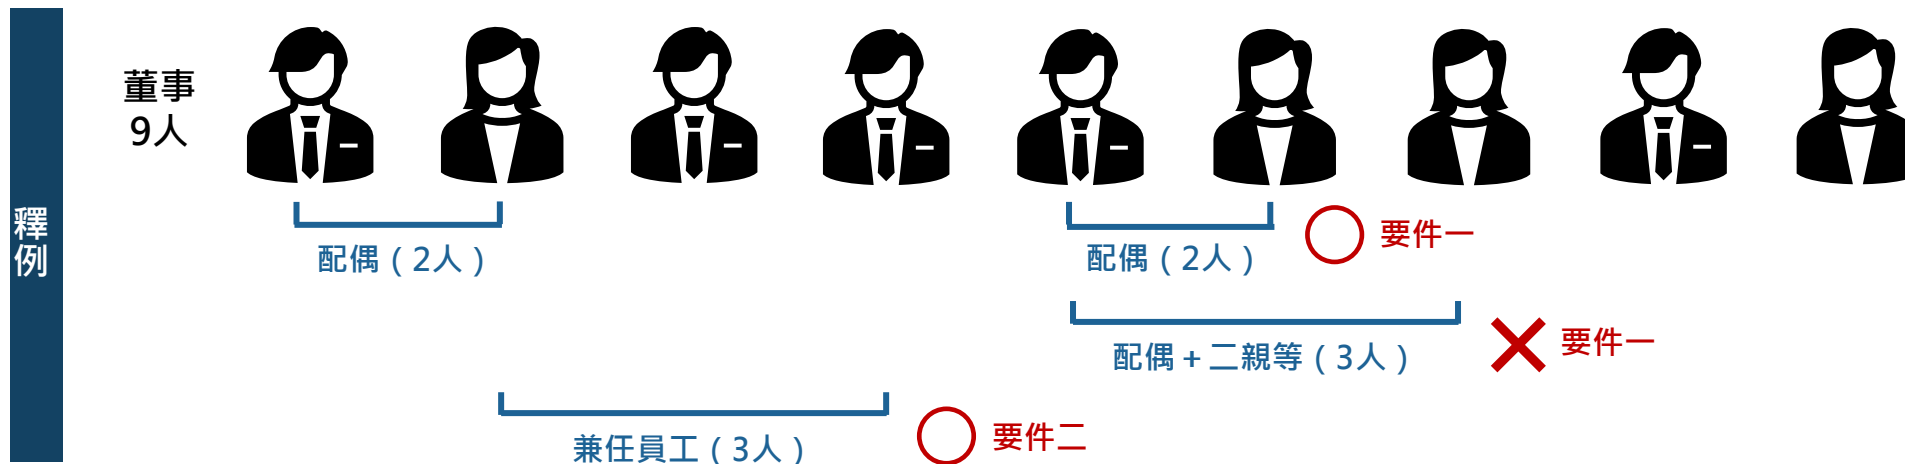 釋例
董事
9人
配偶(2人)
配偶(2人)
要件一
配偶+二親等(3人)
要件一
兼任員工(3人)
要件二